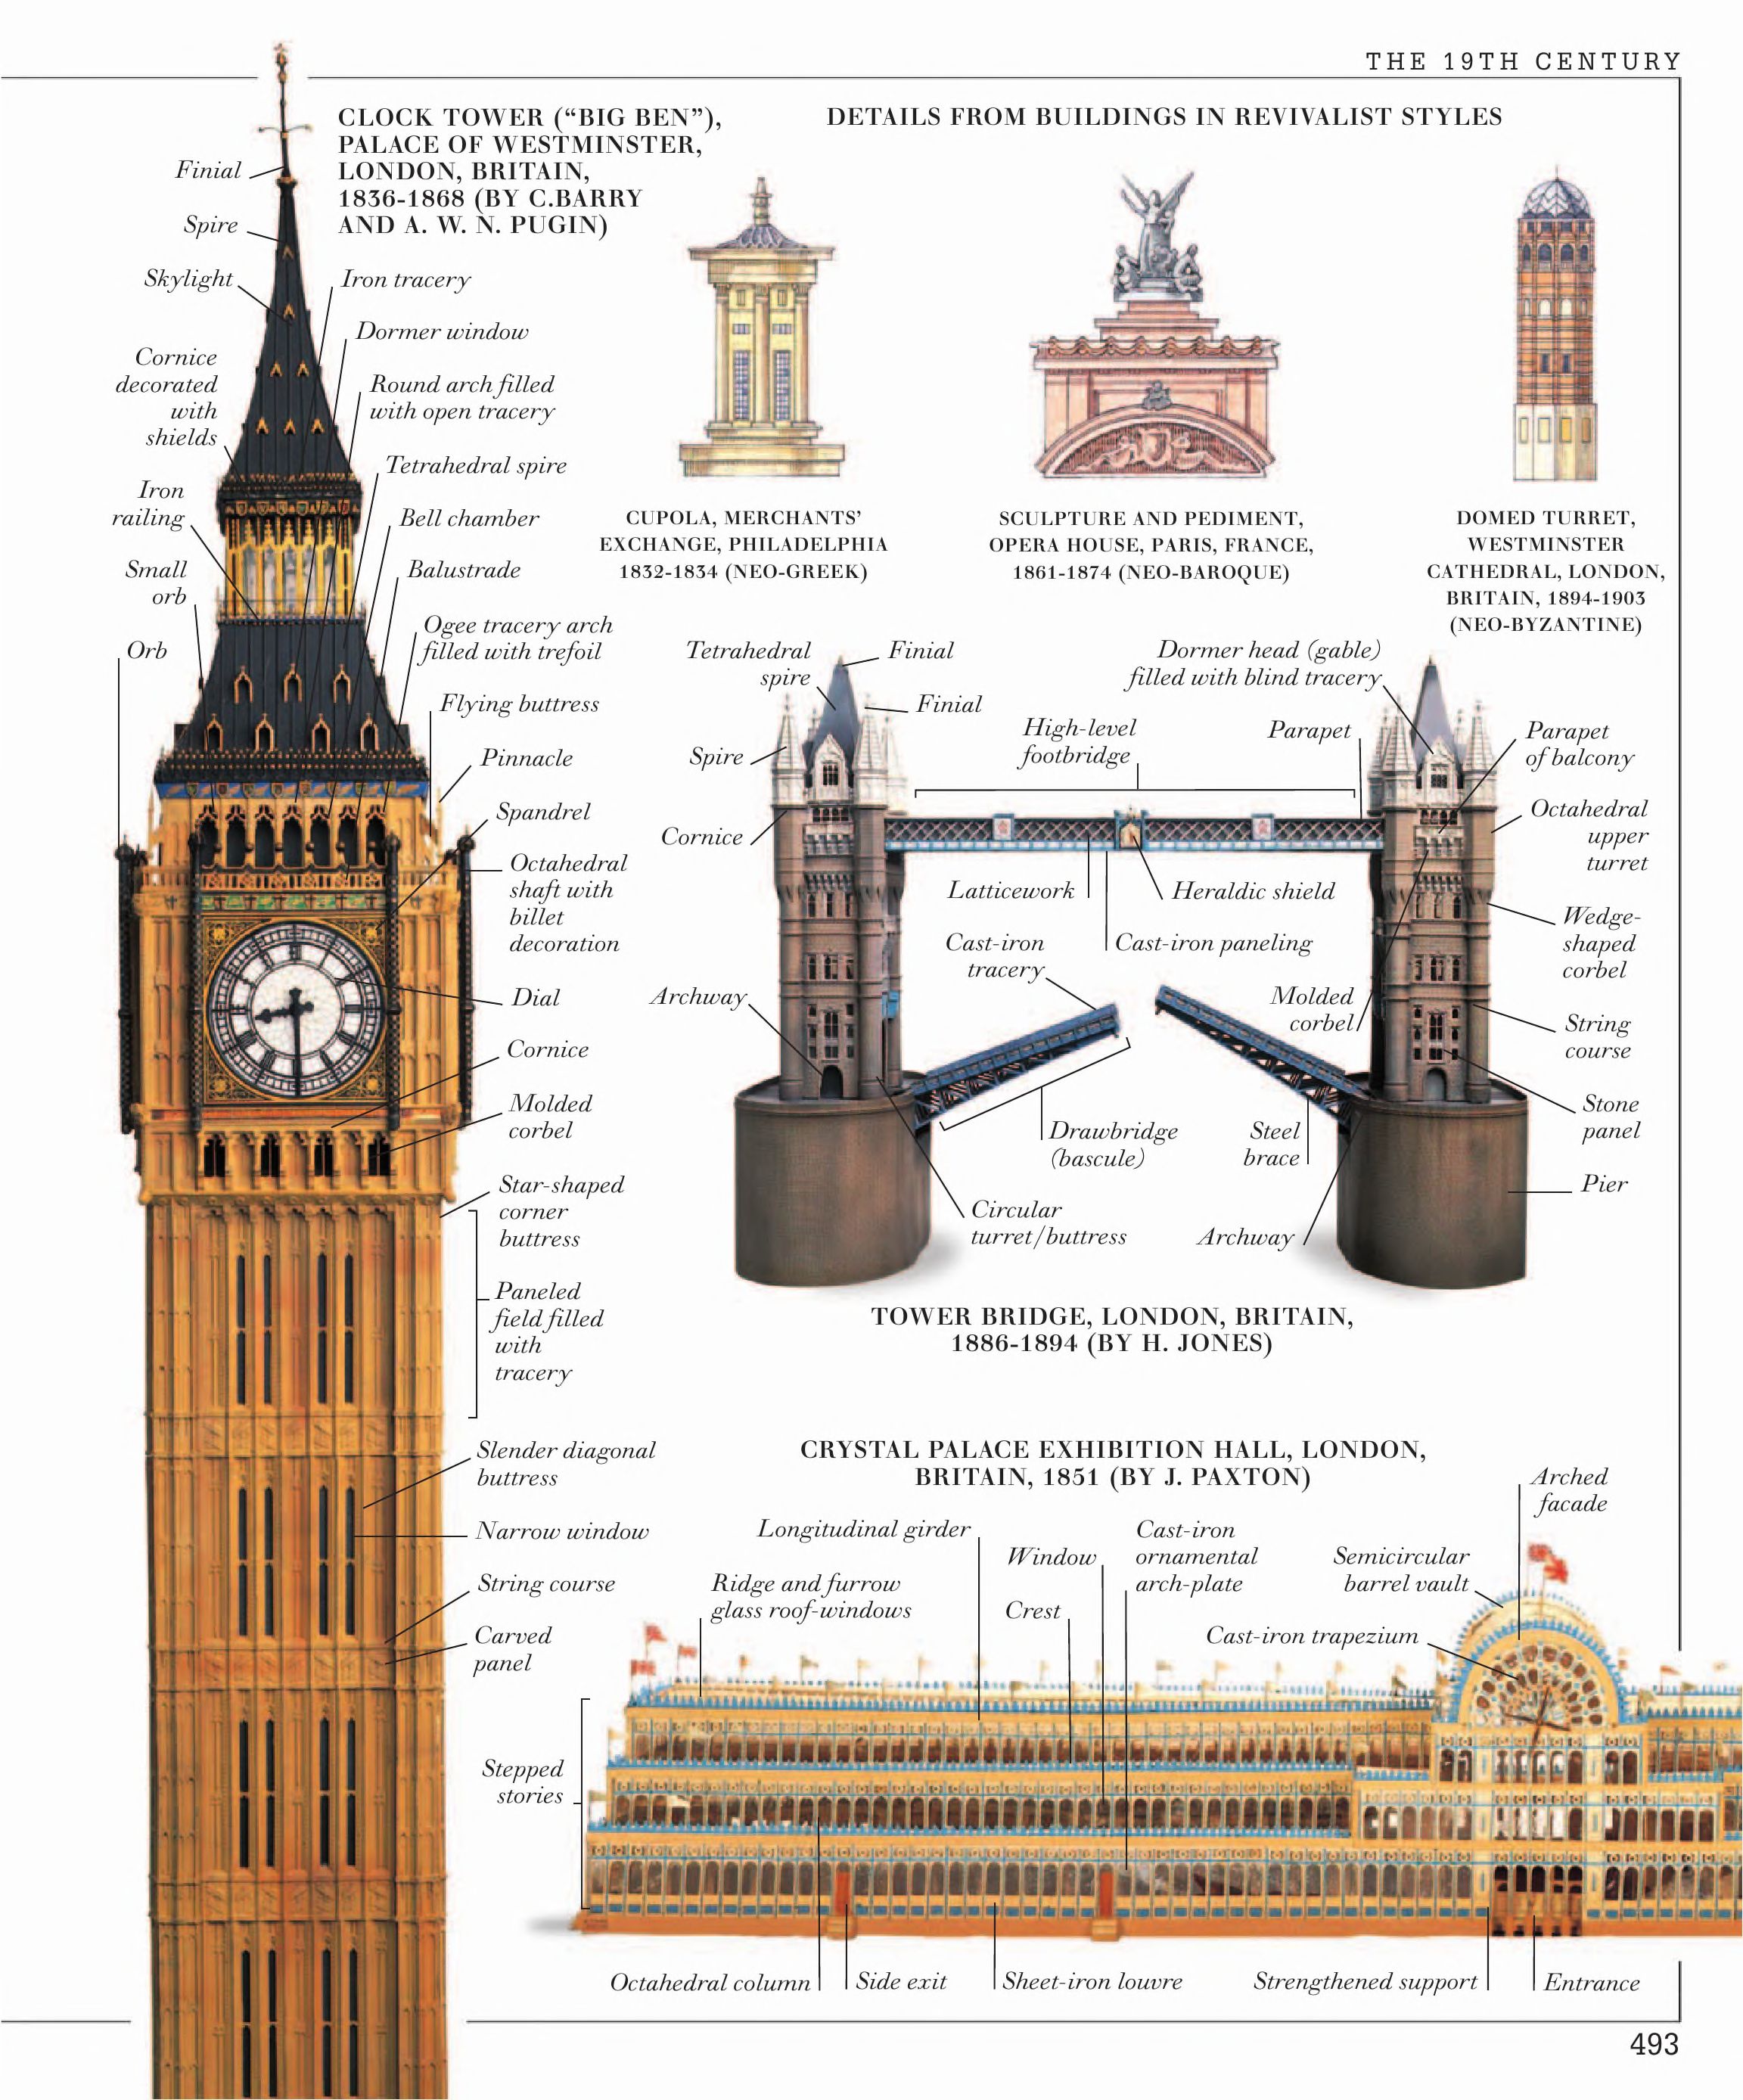 THE 19TH CENTURY
CLOCK TOWER (“BIG BEN”),
PALACE OF WESTMINSTER,
LONDON, BRITAIN,
1836-1868 (BY C.BARRY
AND A. W. N. PUGIN)
Finial
Spire
Skylight
Cornice
decorated
with
shields
Iron
railing
Small
orb
Orb
Iron tracery
Dormer window
Round arch filled
with open tracery
Tetrahedral spire
Bell chamber
Balustrade
Ogee tracery arch
filled with trefoil
Flying buttress
Pinnacle
Spandrel
Octahedral
shaft with
billet
decoration
Dial
Cornice
Molded
corbel
Star-shaped
corner
buttress
Paneled
field filled
with
tracery
Slender diagonal
buttress
Narrow window
String course
Carved
panel
DETAILS FROM BUILDINGS IN REVIVALIST STYLES
CUPOLA, MERCHANTS’
EXCHANGE, PHILADELPHIA
1832-1834 (NEO-GREEK)
SCULPTURE AND PEDIMENT,
OPERA HOUSE, PARIS, FRANCE,
1861-1874 (NEO-BAROQUE)
DOMED TURRET,
WESTMINSTER
CATHEDRAL, LONDON,
BRITAIN, 1894-1903
(NEO-BYZANTINE)
Tetrahedral
spire
Finial
Finial
Spire
Cornice
Archway
High-level
footbridge
Dormer head (gable)
filled with blind tracery
Parapet
Parapet
of balcony
Octahedral
upper
turret
Latticework
Heraldic shield
Cast-iron
tracery
Cast-iron paneling
Wedge-
shaped
corbel
Molded
corbel
String
course
Stone
panel
Drawbridge
(bascule)
Steel
brace
Pier
Circular
turret/buttress
Archway
TOWER BRIDGE, LONDON, BRITAIN,
1886-1894 (BY H. JONES)
CRYSTAL PALACE EXHIBITION HALL, LONDON,
BRITAIN, 1851 (BY J. PAXTON)
Arched
facade
Longitudinal girder
Window
Cast-iron
ornamental
arch-plate
Semicircular
barrel vault
Ridge and furrow
glass roof-windows
Crest
Cast-iron trapezium
Stepped
stories
Octahedral column
Side exit
Sheet-iron louvre
Strengthened support
Entrance
493